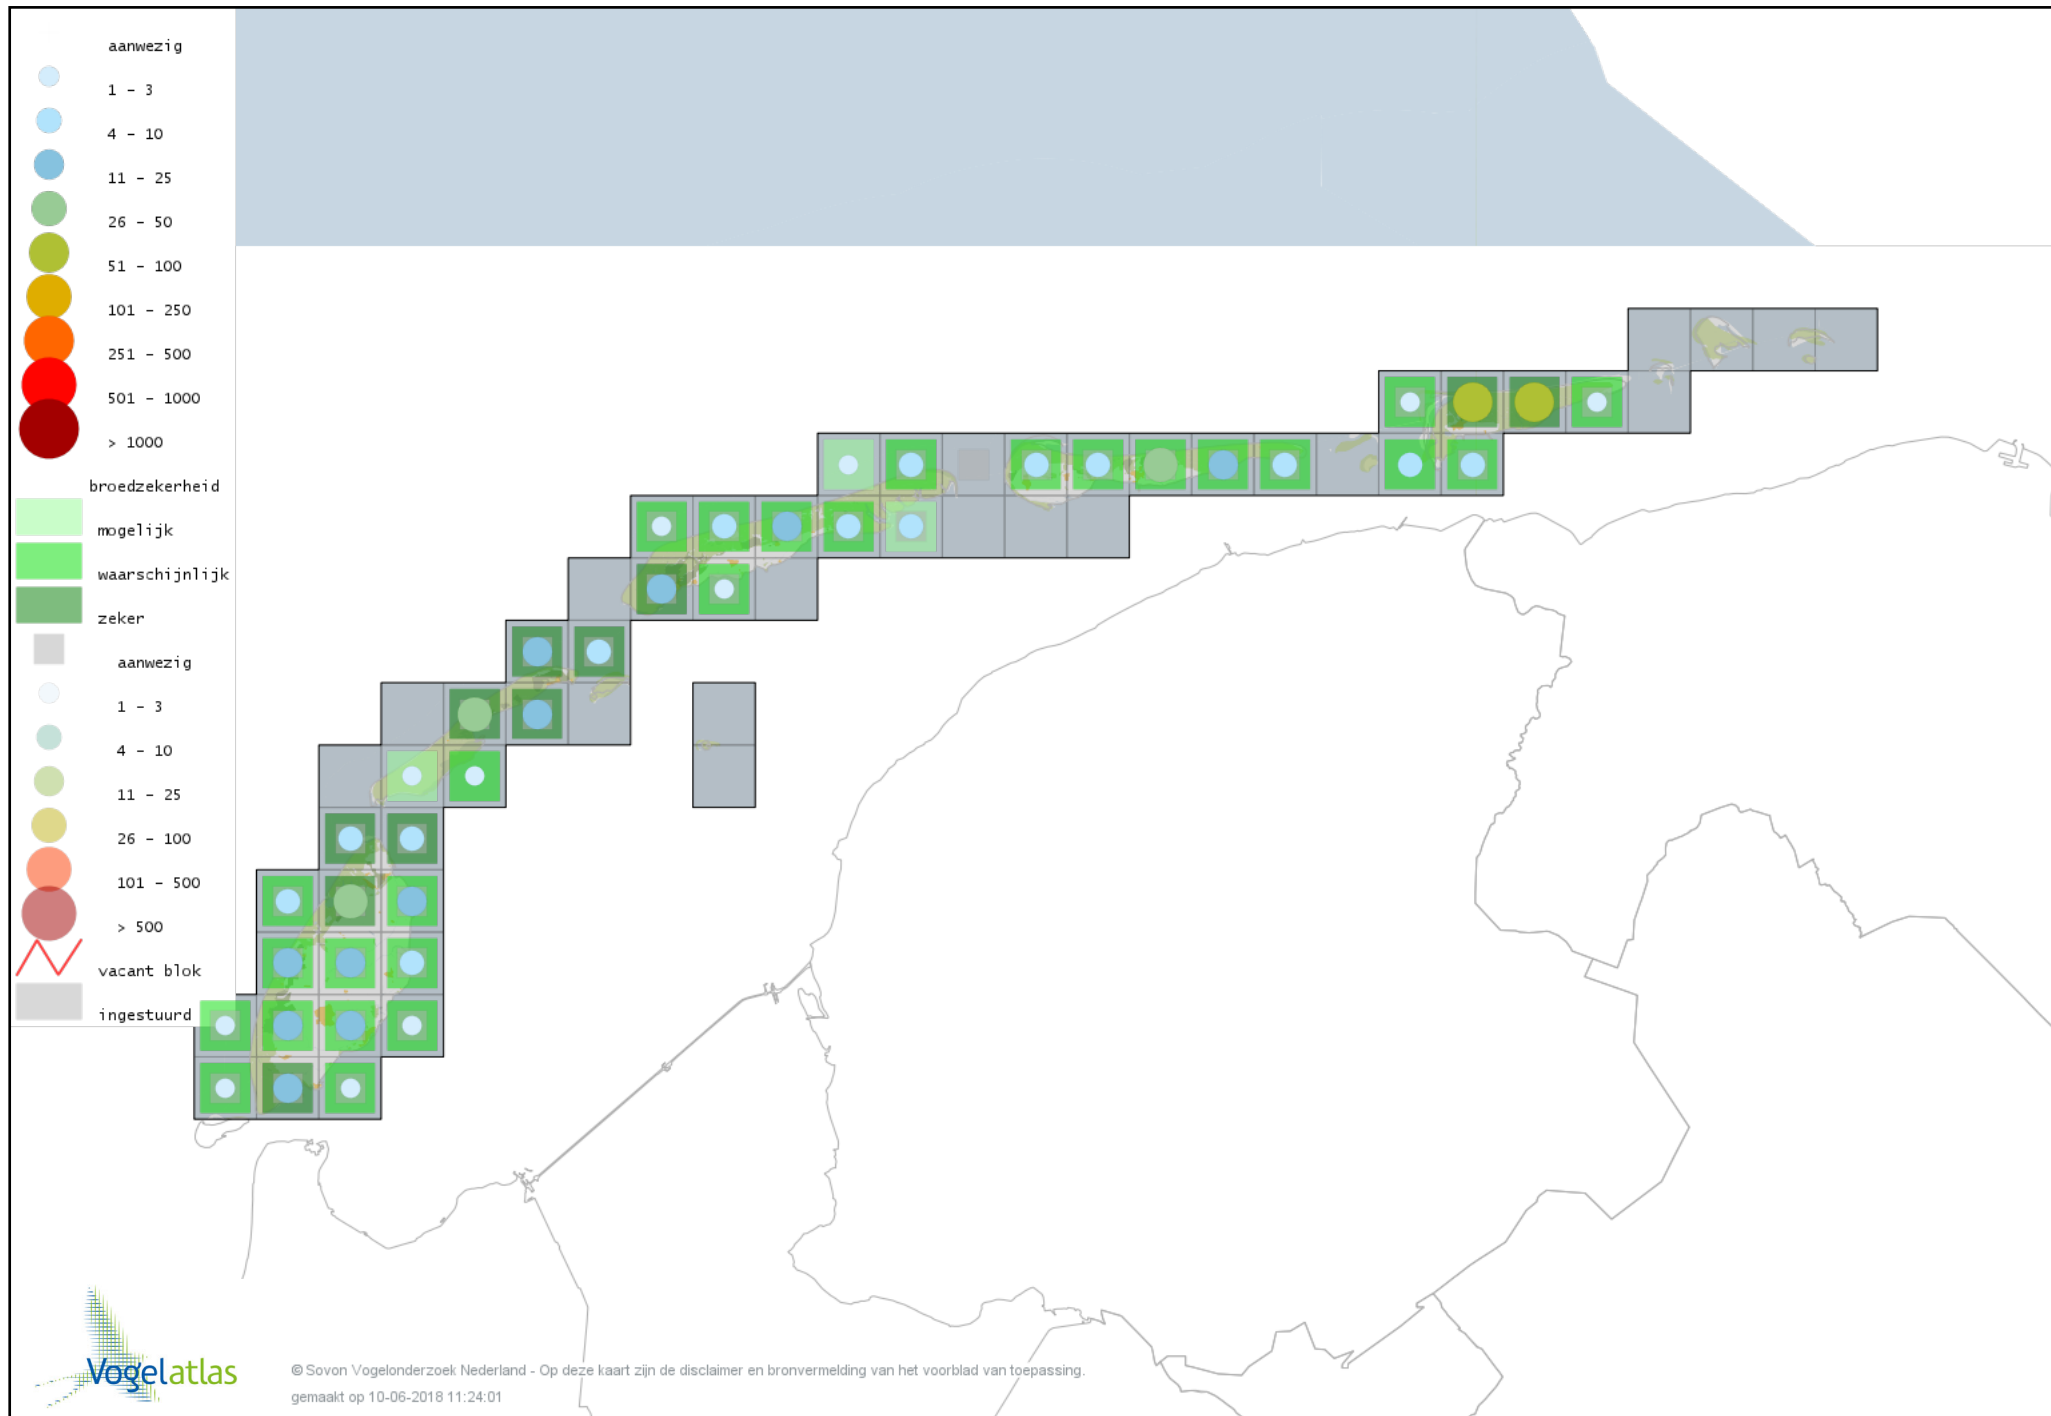 aanwezig
1 - 3
4 - 10
11 - 25
26 - 50
51 - 100
101 - 250
251 - 500
501 - 1000
> 1000
broedzekerheid
mogelijk
waarschijnlijk
zeker
aanwezig
1 - 3
4 - 10
11 - 25
26 - 100
101 - 500
> 500
vacant blok
ingestuurd
Vogelatlas
© Sovon Vogelonderzoek Nederland - Op deze kaart zijn de disclaimer en bronvermelding van het voorblad van toepassing.
gemaakt op 10-06-2018 11:24:01